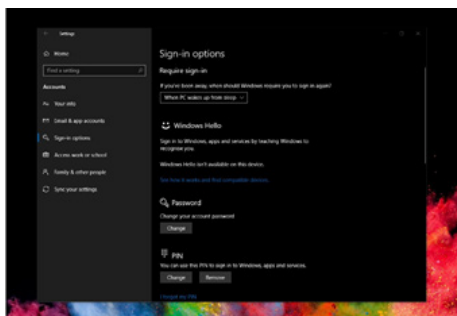 Settings
Home
Find a setting
Accounts
Your info
Email & app accounts
Sign-in options
Access work or school
Family & other people
Sync your settings
Sign-in options
Require sign-in
If you've been away, when should Windows require you to sign in again?
When PC wakes up from sleep
Windows Hello
Sign in to Windows, apps and services by teaching Windows to
recognise you.
Windows Hello isn't available on this device.
See how it works and find compatible devices.
Password
Change your account password
Change
PIN
You can use this PIN to sign in to Windows, apps and services.
Change Remove
I forgot my PIN